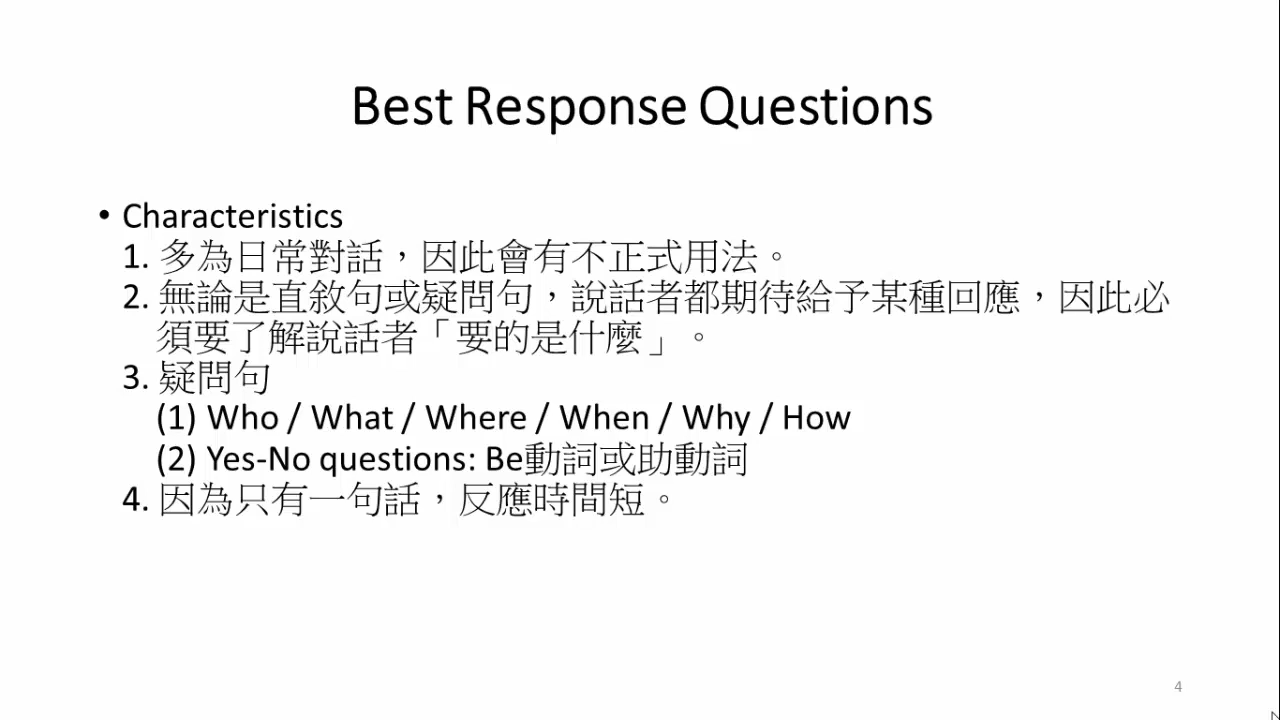 Best Response Questions
• Characteristics
1. 多為日常對話，因此會有不正式用法。
2. 無論是直敘句或疑問句，說話者都期待給予某種回應，因此必
須要了解說話者「要的是什麼」。
3. 疑問句
(1) Who / What / Where / When / Why / How
(2) Yes-No questions: Be動詞或助動詞
4. 因為只有一句話，反應時間短。
4